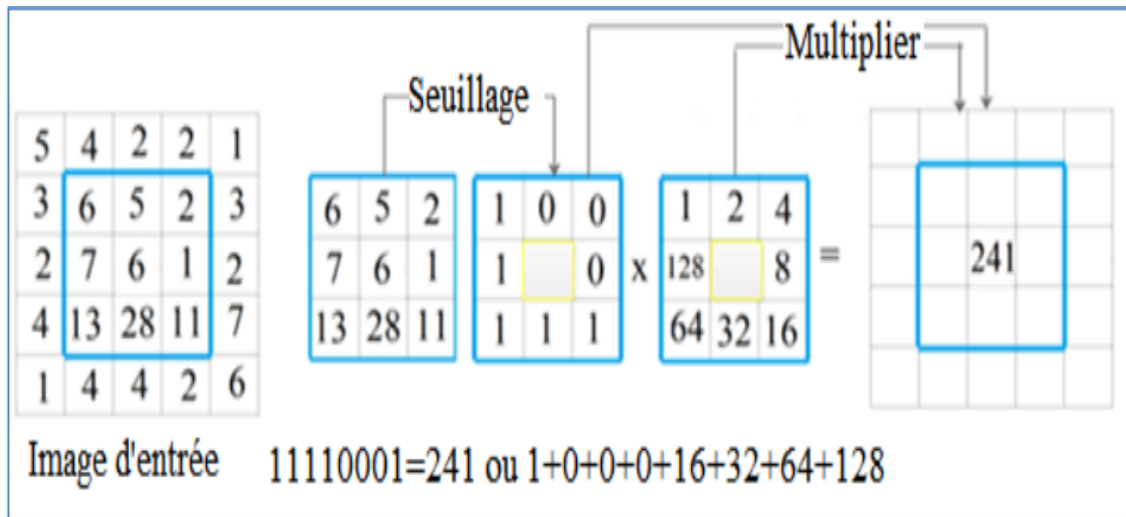 Multiplier
Seuillage
5 4 2 2 1
3 6 5 2 3
2 7 6 1 2
4 13 28 11 7
1 4 4 2 6
6 5 2
7 6 1
13 28 11
1 0 0
1 0
1 1 1
x
1 2 4
128 8
64 32 16
=
241
Image d'entrée
11110001=241 ou 1+0+0+0+16+32+64+128